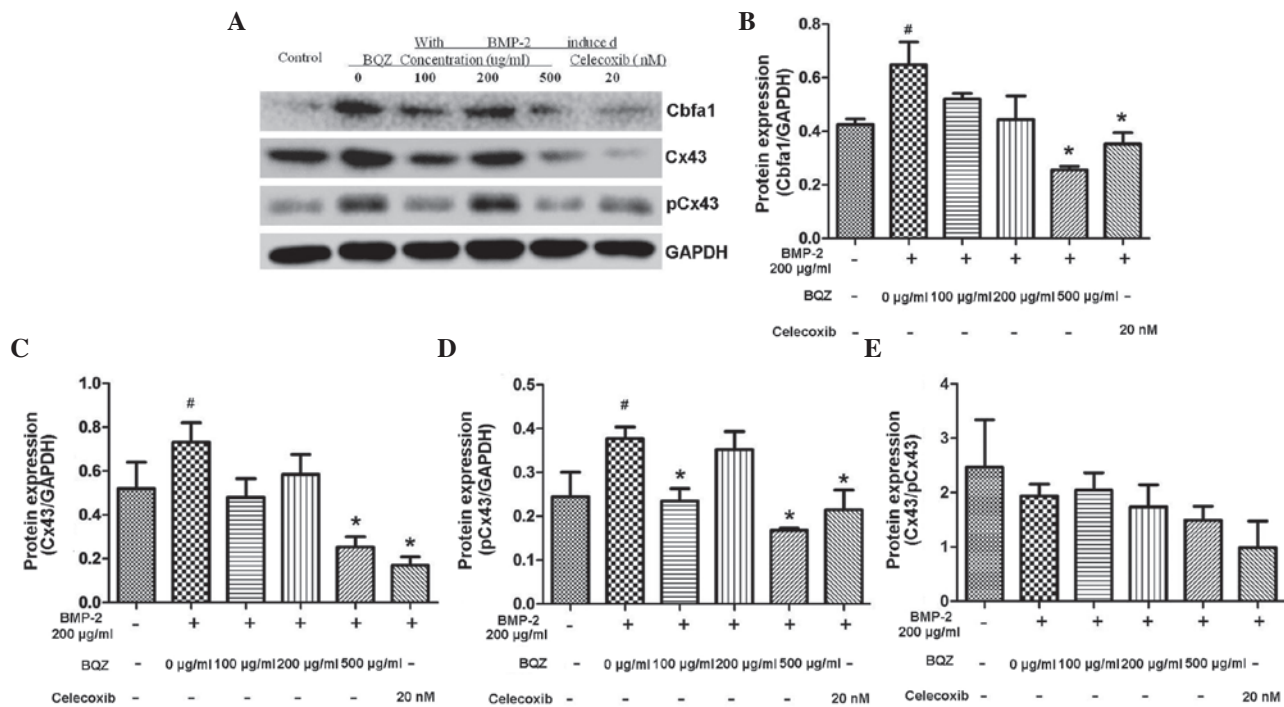 A
With BMP-2 induced
Control BQZ Concentration (ug/ml) Celecoxib ( nM)
0 100 200 500 20
Cbfa1
Cx43
pCx43
GAPDH
B
Protein expression
(Cbfa1/GAPDH)
0.8
0.6
0.4
0.2
0.0
#
*
*
BMP-2
200 µg/ml
- + + + + +
BQZ - 0 µg/ml 100 µg/ml 200 µg/ml 500 µg/ml -
Celecoxib - - - - - 20 nM
C
Protein expression
(Cx43/GAPDH)
1.0
0.8
0.6
0.4
0.2
0.0
#
*
*
BMP-2
200 µg/ml
- + + + + +
BQZ - 0 µg/ml 100 µg/ml 200 µg/ml 500 µg/ml -
Celecoxib - - - - - 20 nM
D
Protein expression
(pCx43/GAPDH)
0.5
0.4
0.3
0.2
0.1
0.0
#
*
*
*
BMP-2
200 µg/ml
- + + + + +
BQZ - 0 µg/ml 100 µg/ml 200 µg/ml 500 µg/ml -
Celecoxib - - - - - 20 nM
E
Protein expression
(Cx43/pCx43)
4
3
2
1
0
BMP-2
200 µg/ml
- + + + + +
BQZ - 0 µg/ml 100 µg/ml 200 µg/ml 500 µg/ml -
Celecoxib - - - - - 20 nM